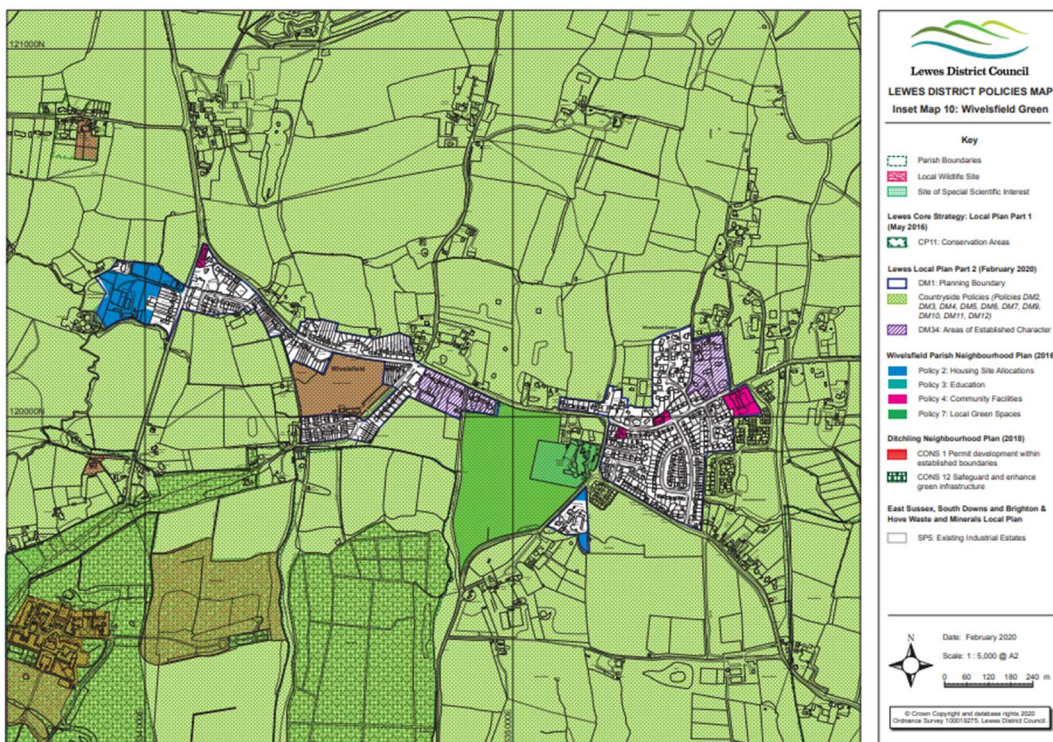 121000N
Wivelsfield Green
Wivelsfield
120000N
Lewes District Council
LEWES DISTRICT POLICIES MAP
Inset Map 10: Wivelsfield Green
Key
Parish Boundaries
Local Wildlife Site
Site of Special Scientific Interest
Lewes Core Strategy: Local Plan Part 1
(May 2016)
CP11: Conservation Areas
Lewes Local Plan Part 2 (February 2020)
DM1: Planning Boundary
Countryside Policies (Policies DM2,
DM3, DM4, DM5, DM6, DM7, DM9,
DM10, DM11, DM12)
DM34: Areas of Established Character
Wivelsfield Parish Neighbourhood Plan (2016
Policy 2: Housing Site Allocations
Policy 3: Education
Policy 4: Community Facilities
Policy 7: Local Green Spaces
Ditchling Neighbourhood Plan (2018)
CONS 1 Permit development within
established boundaries
CONS 12 Safeguard and enhance
green infrastructure
East Sussex, South Downs and Brighton &
Hove Waste and Minerals Local Plan
SP5: Existing Industrial Estates
N
Date: February 2020
Scale: 1 : 5,000 @ A2
0 60 120 180 240 m
© Crown Copyright and database rights 2020
Ordnance Survey 100019275. Lewes District Council.